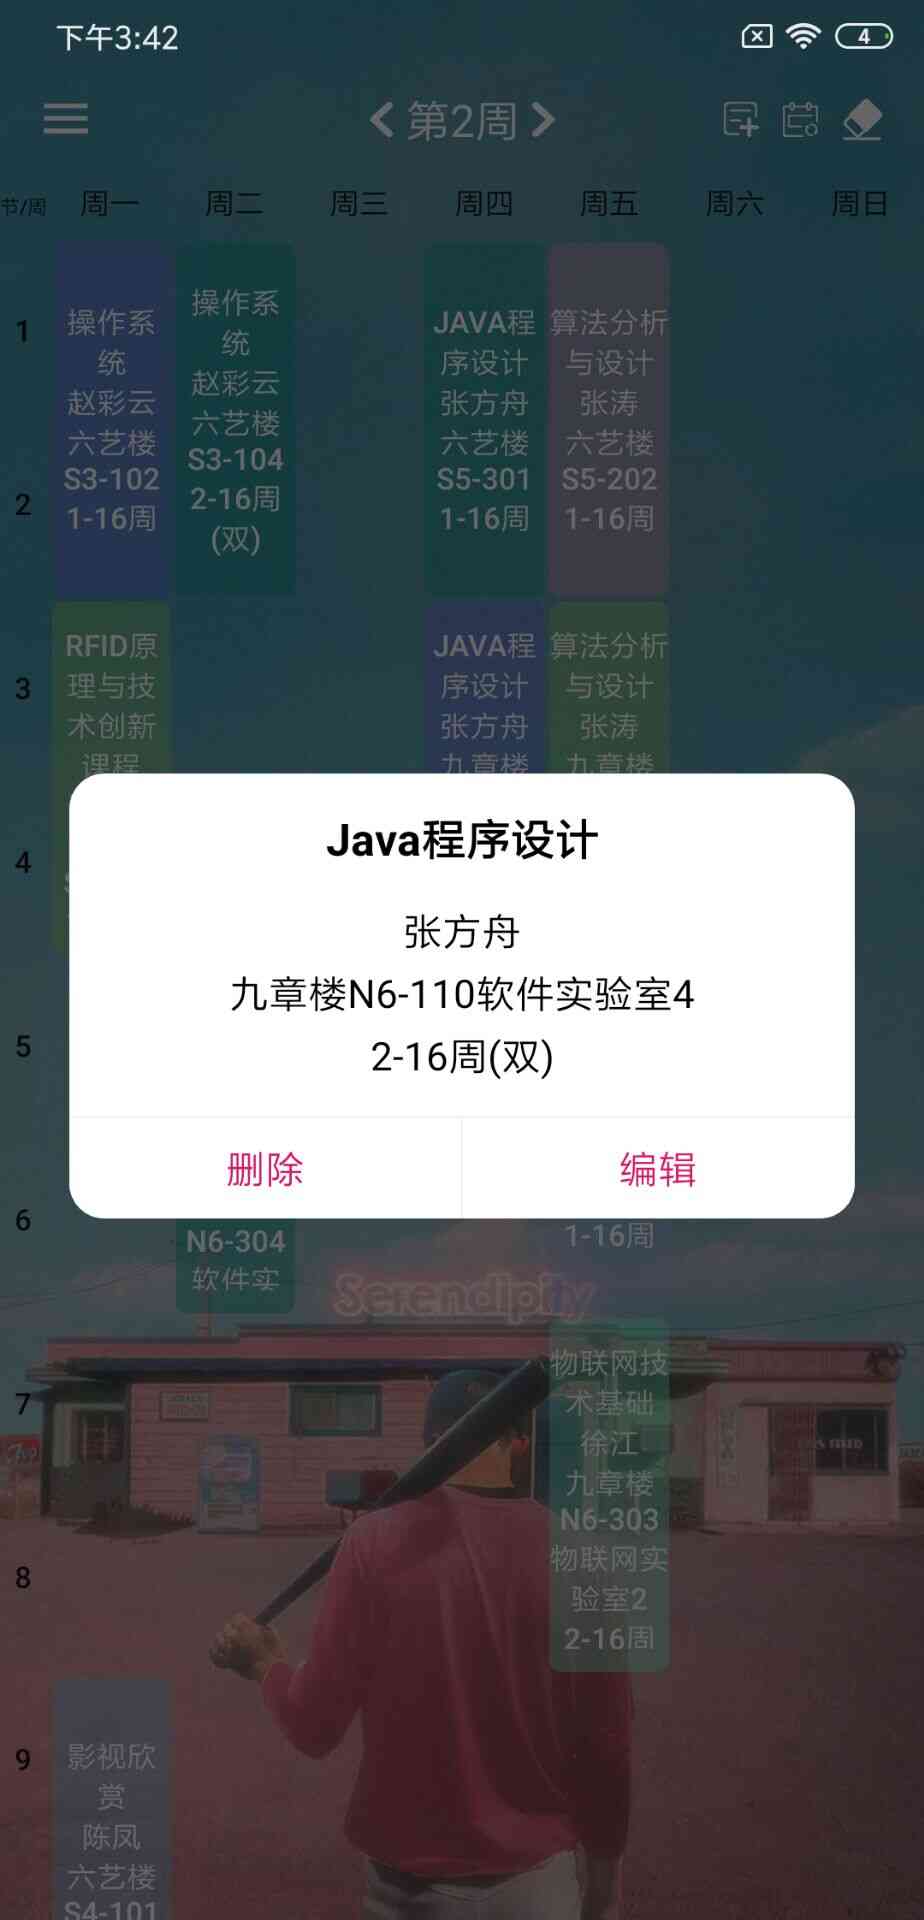 下午3:42
4
第2周
节/周 周一 周二 周三 周四 周五 周六 周日
1
2
3
4
5
6
7
8
9
操作系
统
赵彩云
六艺楼
S3-102
1-16周
RFID原
理与技
术创新
课程
影视欣
赏
陈凤
六艺楼
S4-101
操作系
统
赵彩云
六艺楼
S3-104
2-16周
(双)
N6-304
软件实
JAVA程
序设计
张方舟
六艺楼
S5-301
1-16周
JAVA程
序设计
张方舟
九章楼
算法分析
与设计
张涛
六艺楼
S5-202
1-16周
算法分析
与设计
张涛
九章楼
1-16周
物联网技
术基础
徐江
九章楼
N6-303
物联网实
验室2
2-16周
Java程序设计
张方舟
九章楼N6-110软件实验室4
2-16周(双)
删除 编辑
Serendipity